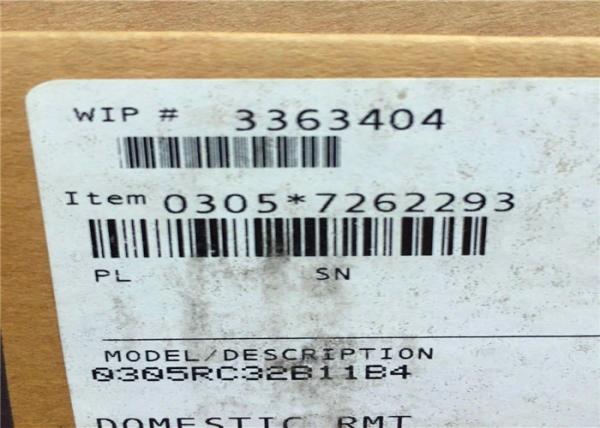 WIP # 3363404
Item 0305*7262293
PL SN
MODEL/DESCRIPTION
0305RC32B11B4
DOMESTIC RMT